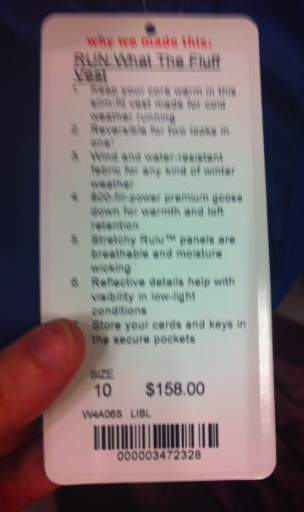 why we made this:
RUN What The Fluff
Vest
1. Keep your core warm in this
slim-fit vest made for cold
weather running
2. Reversible for two looks in
one!
3. Wind and water-resistant
fabric for any kind of winter
weather
4. 800-fill-power premium goose
down for warmth and loft
retention
5. Stretchy Rulu™ panels are
breathable and moisture
wicking
6. Reflective details help with
visibility in low-light
conditions
Store your cards and keys in
the secure pockets
SIZE
10 $158.00
W4A06S LIBL
000003472328